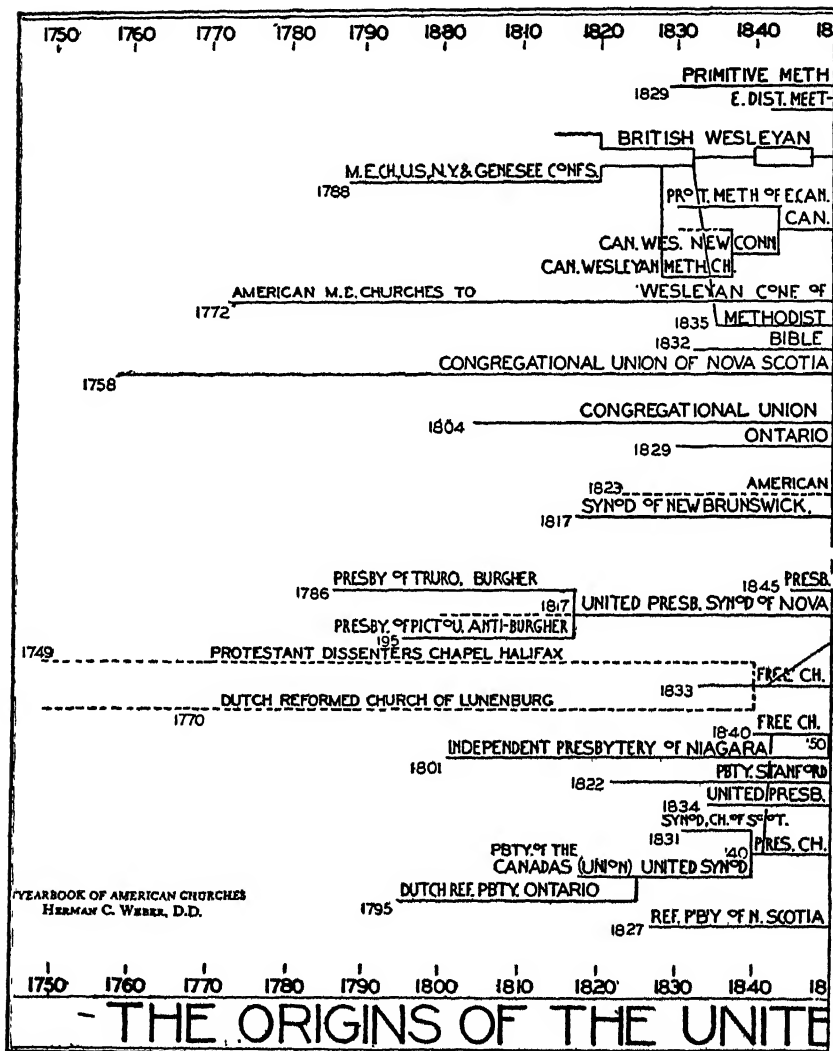 1750 1760 1770 1780 1790 1800 1810 1820 1830 1840 18
PRIMITIVE METH
1829
E. DIST. MEET-
BRITISH WESLEYAN
M.E.CH,U.S,N.Y.& GENESEE CONFS.
1788
PROT. METH OF E.CAN.
CAN.
CAN. WES. NEW CONN
CAN. WESLEYAN METH CH.
AMERICAN M.E. CHURCHES TO WESLEYAN CONF. OF
1772
1835 METHODIST
1832 BIBLE
CONGREGATIONAL UNION OF NOVA SCOTIA
1758
CONGREGATIONAL UNION
1804
ONTARIO
1829
1823 AMERICAN
SYNOD OF NEW BRUNSWICK,
1817
PRESBY OF TRURO. BURGHER
1786
1845 PRESB.
1817 UNITED PRESB. SYNOD OF NOVA
PRESBY. OF PICTOU. ANTI-BURGHER
195
1749
PROTESTANT DISSENTERS CHAPEL HALIFAX
FREE CH.
1833
DUTCH REFORMED CHURCH OF LUNENBURG
1770
FREE CH.
1840
'50
INDEPENDENT PRESBYTERY OF NIAGARA
1801
PBTY. STANFORD
1822
UNITED PRESB.
1834
SYNOD, CH. OF SCOT.
1831
PBTY. OF THE
'40 PRES. CH.
CANADAS (UNION) UNITED SYNOD
DUTCH REF. PBTY. ONTARIO
1795
YEARBOOK OF AMERICAN CHURCHES
HERMAN C. WEBER, D.D.
REF. P'BY OF N. SCOTIA
1827
1750 1760 1770 1780 1790 1800 1810 1820 1830 1840 18
THE ORIGINS OF THE UNITE